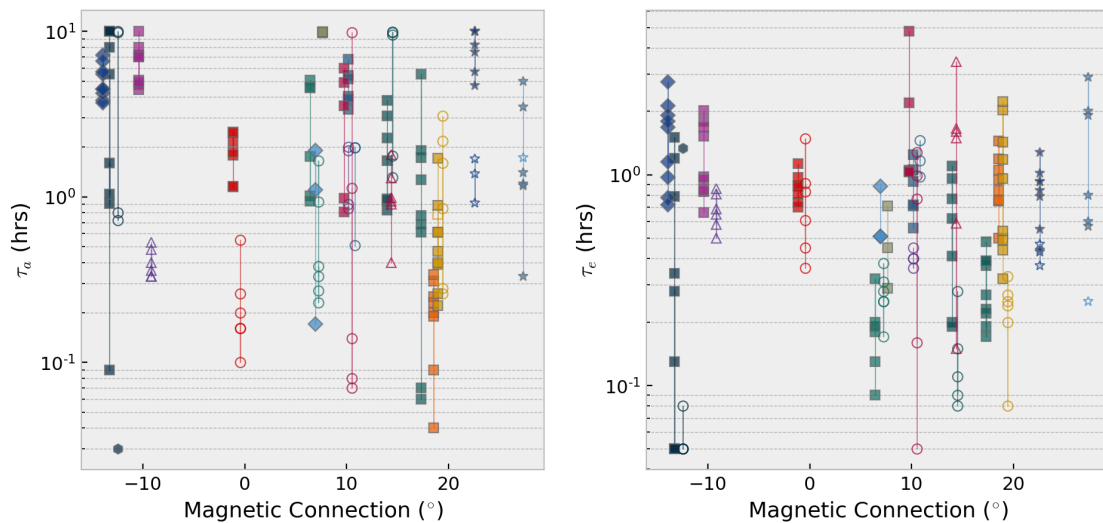 10¹
10⁰
10⁻¹
τₐ (hrs)
−10 0 10 20
Magnetic Connection (°)
10⁰
10⁻¹
τₑ (hrs)
−10 0 10 20
Magnetic Connection (°)